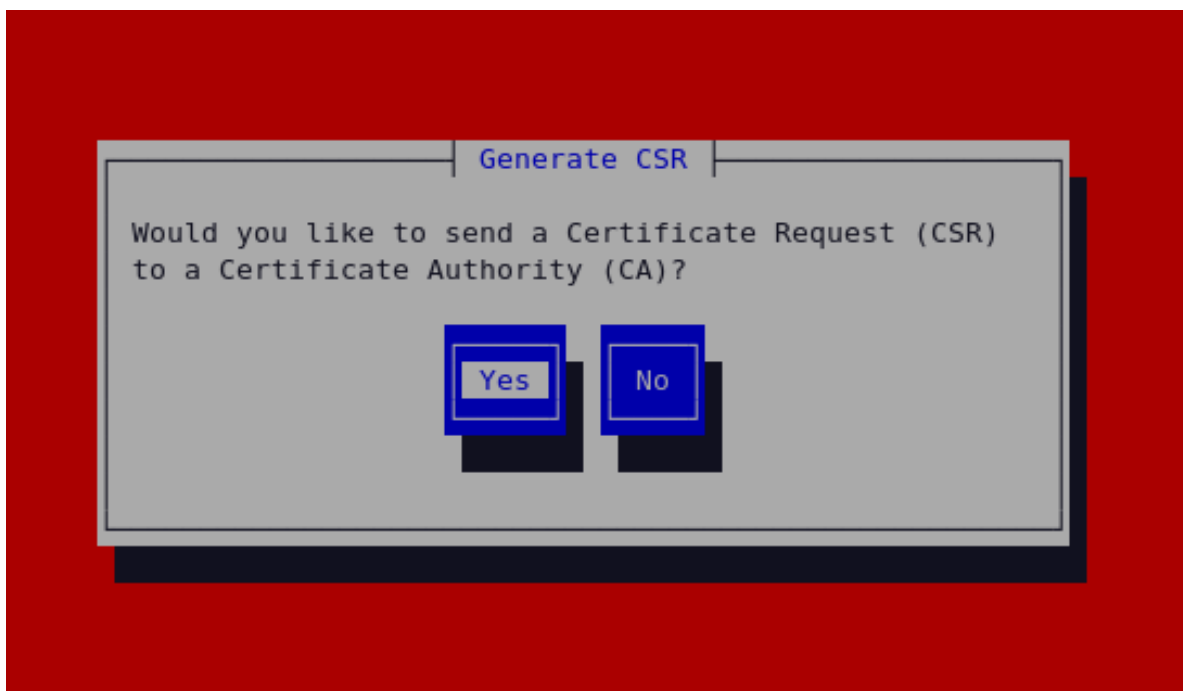 Generate CSR
Would you like to send a Certificate Request (CSR)
to a Certificate Authority (CA)?
Yes No